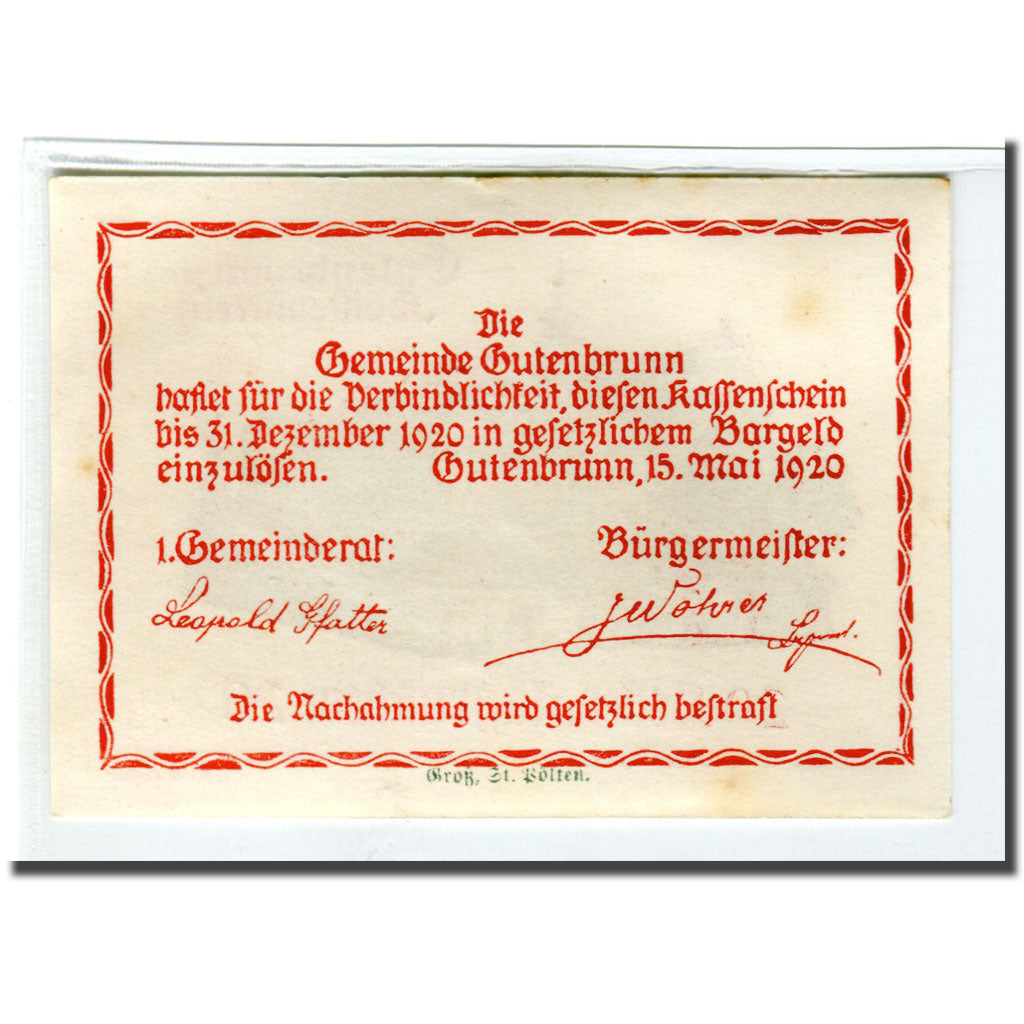 Die
Gemeinde Gutenbrunn
haftet für die Verbindlichkeit, diesen Kassenschein
bis 31. Dezember 1920 in gesetzlichem Bargeld
einzulösen. Gutenbrunn, 15. Mai 1920
1. Gemeinderat: Bürgermeister:
Leopold
Die Nachahmung wird gesetzlich bestraft
Groß, St. Pölten.